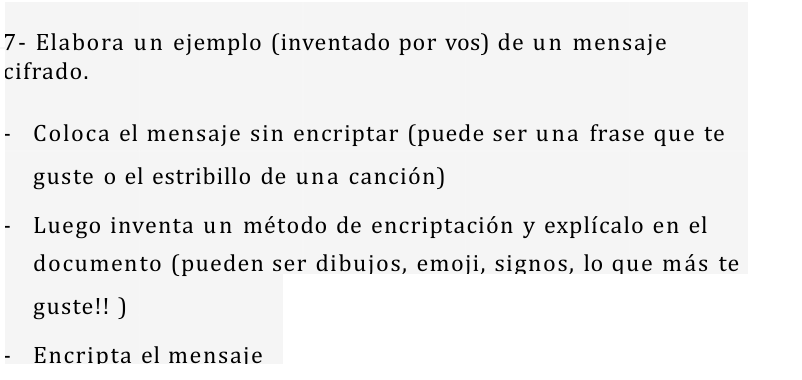 7- Elabora un ejemplo (inventado por vos) de un mensaje
cifrado.
- Coloca el mensaje sin encriptar (puede ser una frase que te
guste o el estribillo de una canción)
- Luego inventa un método de encriptación y explícalo en el
documento (pueden ser dibujos, emoji, signos, lo que más te
guste!! )
- Encripta el mensaje